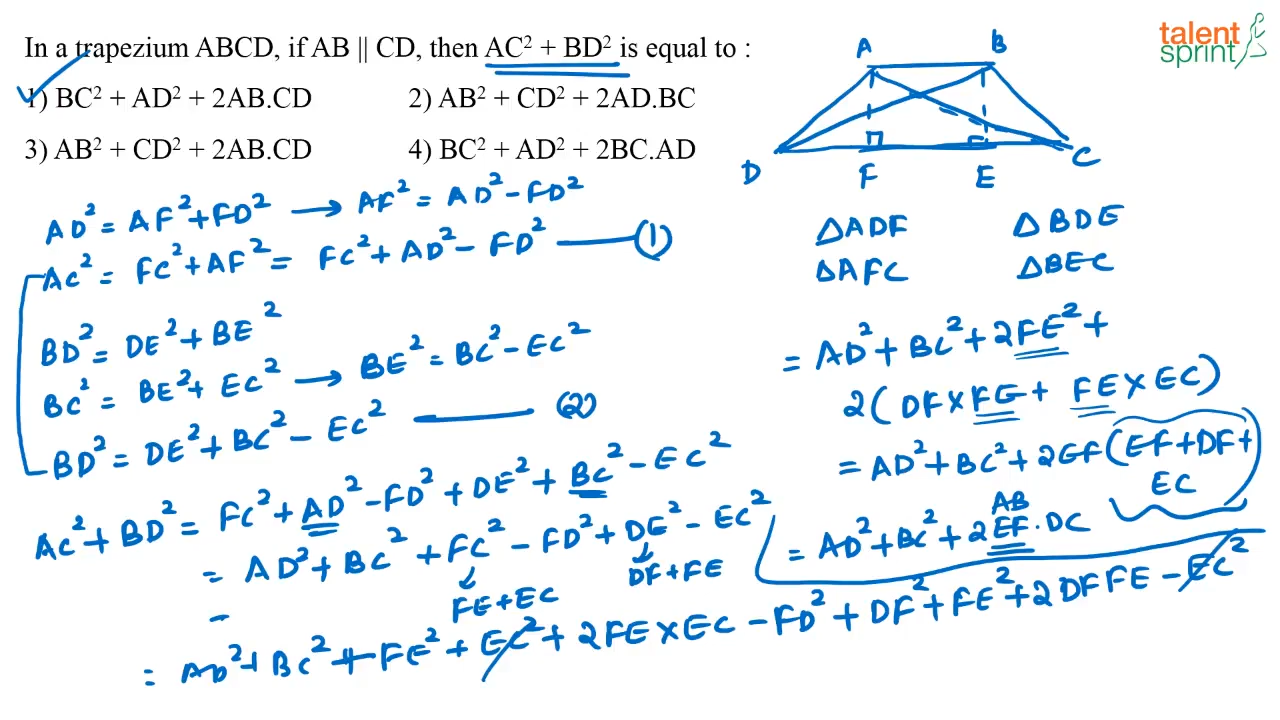 talent
sprint
In a trapezium ABCD, if AB || CD, then AC² + BD² is equal to :
1) BC² + AD² + 2AB.CD 2) AB² + CD² + 2AD.BC
3) AB² + CD² + 2AB.CD 4) BC² + AD² + 2BC.AD
A B
D F E C
AD² = AF² + FD² → AF² = AD² - FD²
AC² = FC² + AF² = FC² + AD² - FD² — (1)
BD² = DE² + BE²
BC² = BE² + EC² → BE² = BC² - EC²
BD² = DE² + BC² - EC² — (2)
AC² + BD² = FC² + AD² - FD² + DE² + BC² - EC²
= AD² + BC² + FC² - FD² + DE² - EC²
FE + EC DF + FE
=
= AD² + BC² + FE² + EC² + 2FE × EC - FD² + DF² + FE² + 2DF FE - EC²
ΔADF ΔBDE
ΔAFC ΔBEC
= AD² + BC² + 2FE² +
2(DF × FE + FE × EC)
= AD² + BC² + 2EF(EF + DF +
EC
AB
= AD² + BC² + 2EF.DC